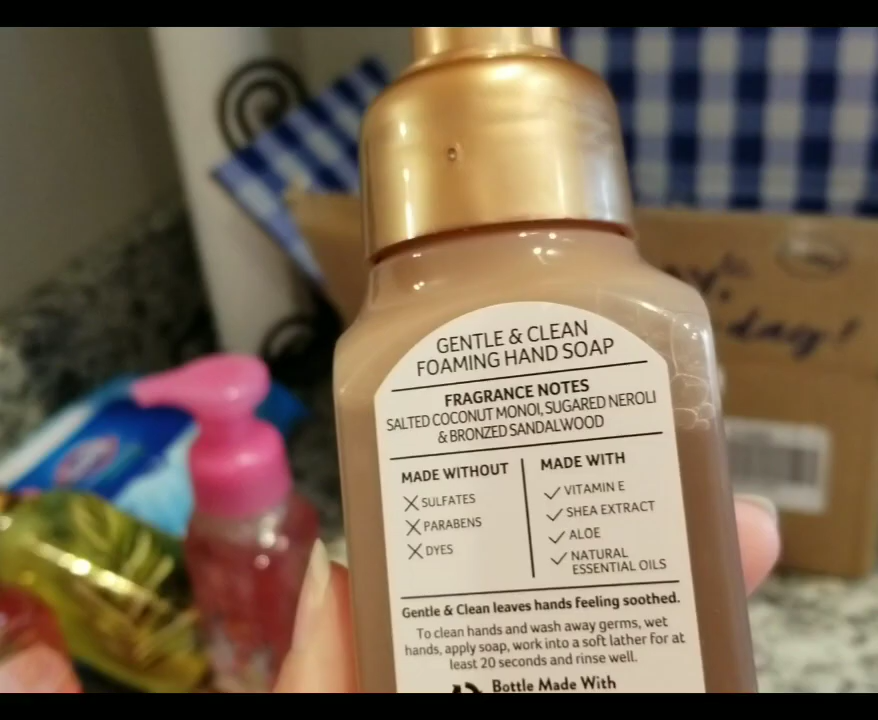 GENTLE & CLEAN
FOAMING HAND SOAP
FRAGRANCE NOTES
SALTED COCONUT MONOI, SUGARED NEROLI
& BRONZED SANDALWOOD
MADE WITHOUT
SULFATES
PARABENS
DYES
MADE WITH
VITAMIN E
SHEA EXTRACT
ALOE
NATURAL
ESSENTIAL OILS
Gentle & Clean leaves hands feeling soothed.
To clean hands and wash away germs, wet
hands, apply soap, work into a soft lather for at
least 20 seconds and rinse well.
Bottle Made With